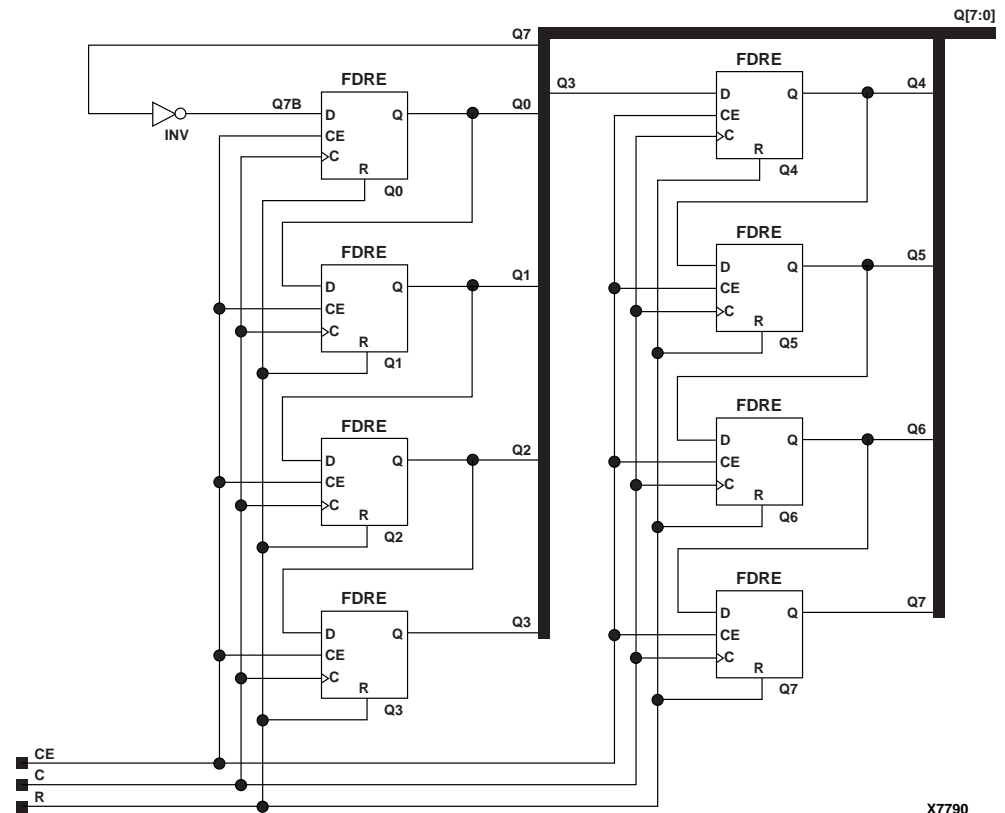 Q[7:0]
Q7
FDRE
Q7B
D
Q
Q0
CE
C
R
Q0
INV
FDRE
D
Q
Q1
CE
C
R
Q1
FDRE
D
Q
Q2
CE
C
R
Q2
FDRE
D
Q
Q3
CE
C
R
Q3
Q3
FDRE
D
Q
Q4
CE
C
R
Q4
FDRE
D
Q
Q5
CE
C
R
Q5
FDRE
D
Q
Q6
CE
C
R
Q6
FDRE
D
Q
Q7
CE
C
R
Q7
CE
C
R
X7790